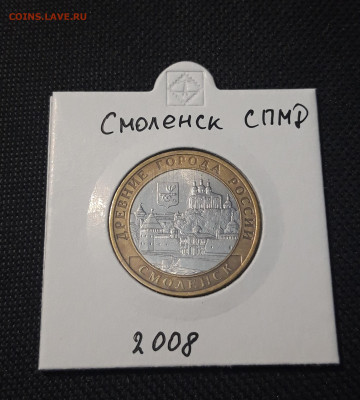 COINS.LAVE.RU
Смоленск СПМД
ДРЕВНИЕ ГОРОДА РОССИИ
СМОЛЕНСК
2008